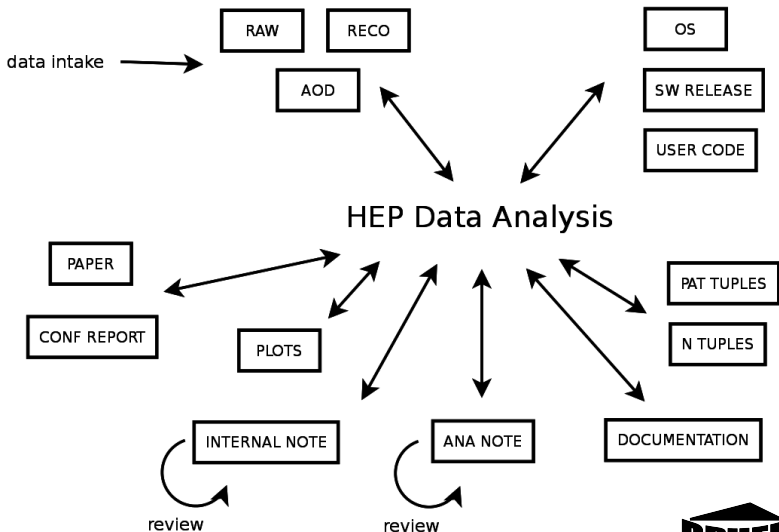 RAW
RECO
OS
data intake
AOD
SW RELEASE
USER CODE
HEP Data Analysis
PAPER
PAT TUPLES
CONF REPORT
PLOTS
N TUPLES
INTERNAL NOTE
ANA NOTE
DOCUMENTATION
review
review